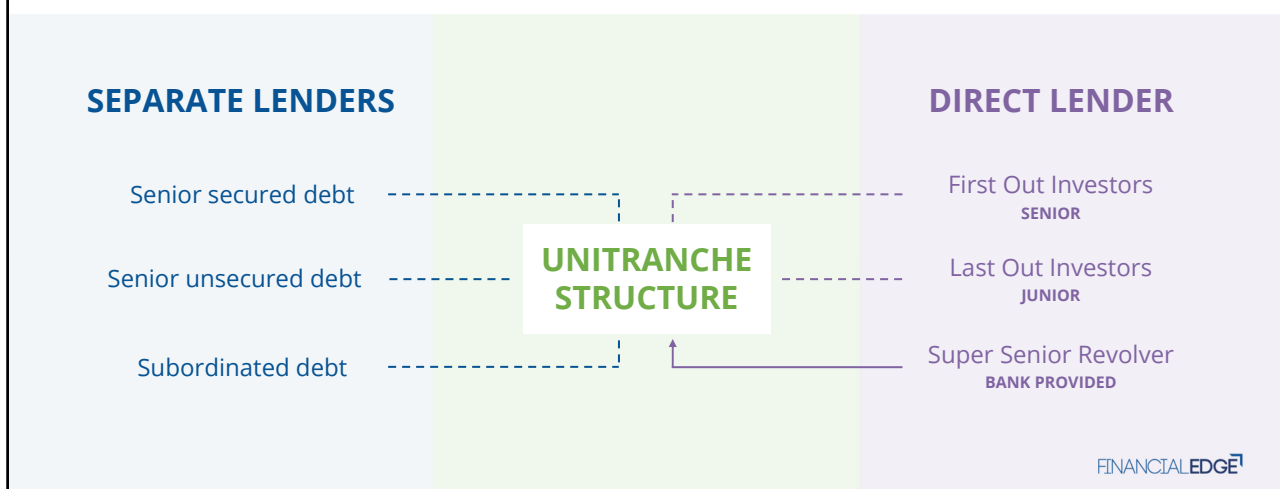 SEPARATE LENDERS
Senior secured debt
Senior unsecured debt
Subordinated debt
UNITRANCHE
STRUCTURE
DIRECT LENDER
First Out Investors
SENIOR
Last Out Investors
JUNIOR
Super Senior Revolver
BANK PROVIDED
FINANCIALEDGE